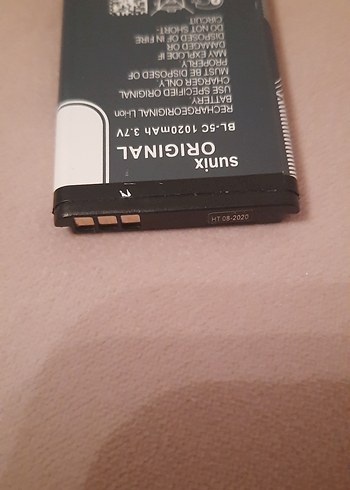 sunix
ORIGINAL
BL-5C 1020mAh 3.7V
RECHARGEORIGINAL Li-ion
BATTERY
USE SPECIFIED ORIGINAL
CHARGER ONLY
MUST BE DISPOSED OF
PROPERLY
MAY EXPLODE IF
DAMAGED OR
DISPOSED OF IN FIRE
DO NOT SHORT-
CIRCUIT
HT 08-2020